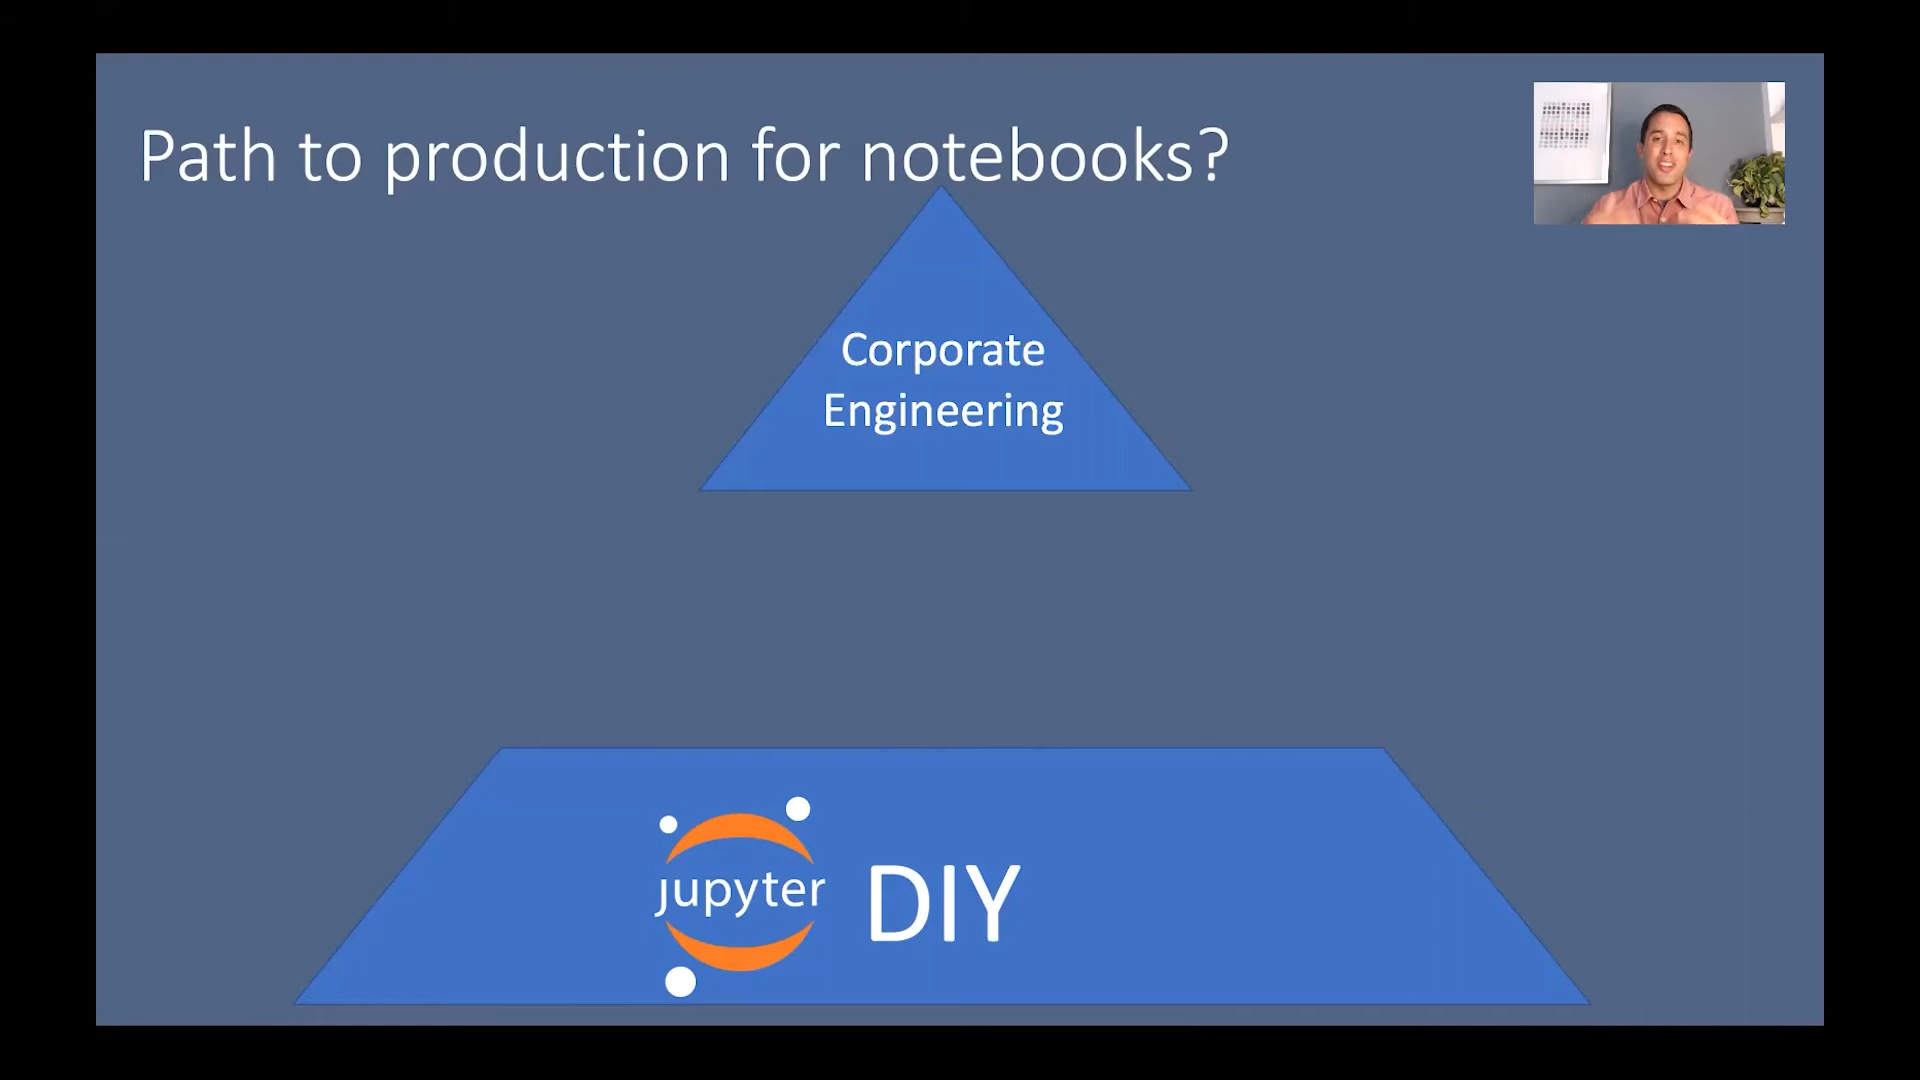 Path to production for notebooks?
Corporate
Engineering
jupyter
DIY